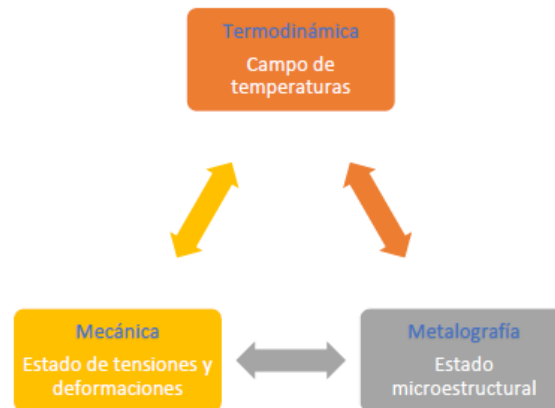 Termodinámica
Campo de
temperaturas
Mecánica
Estado de tensiones y
deformaciones
Metalografía
Estado
microestructural